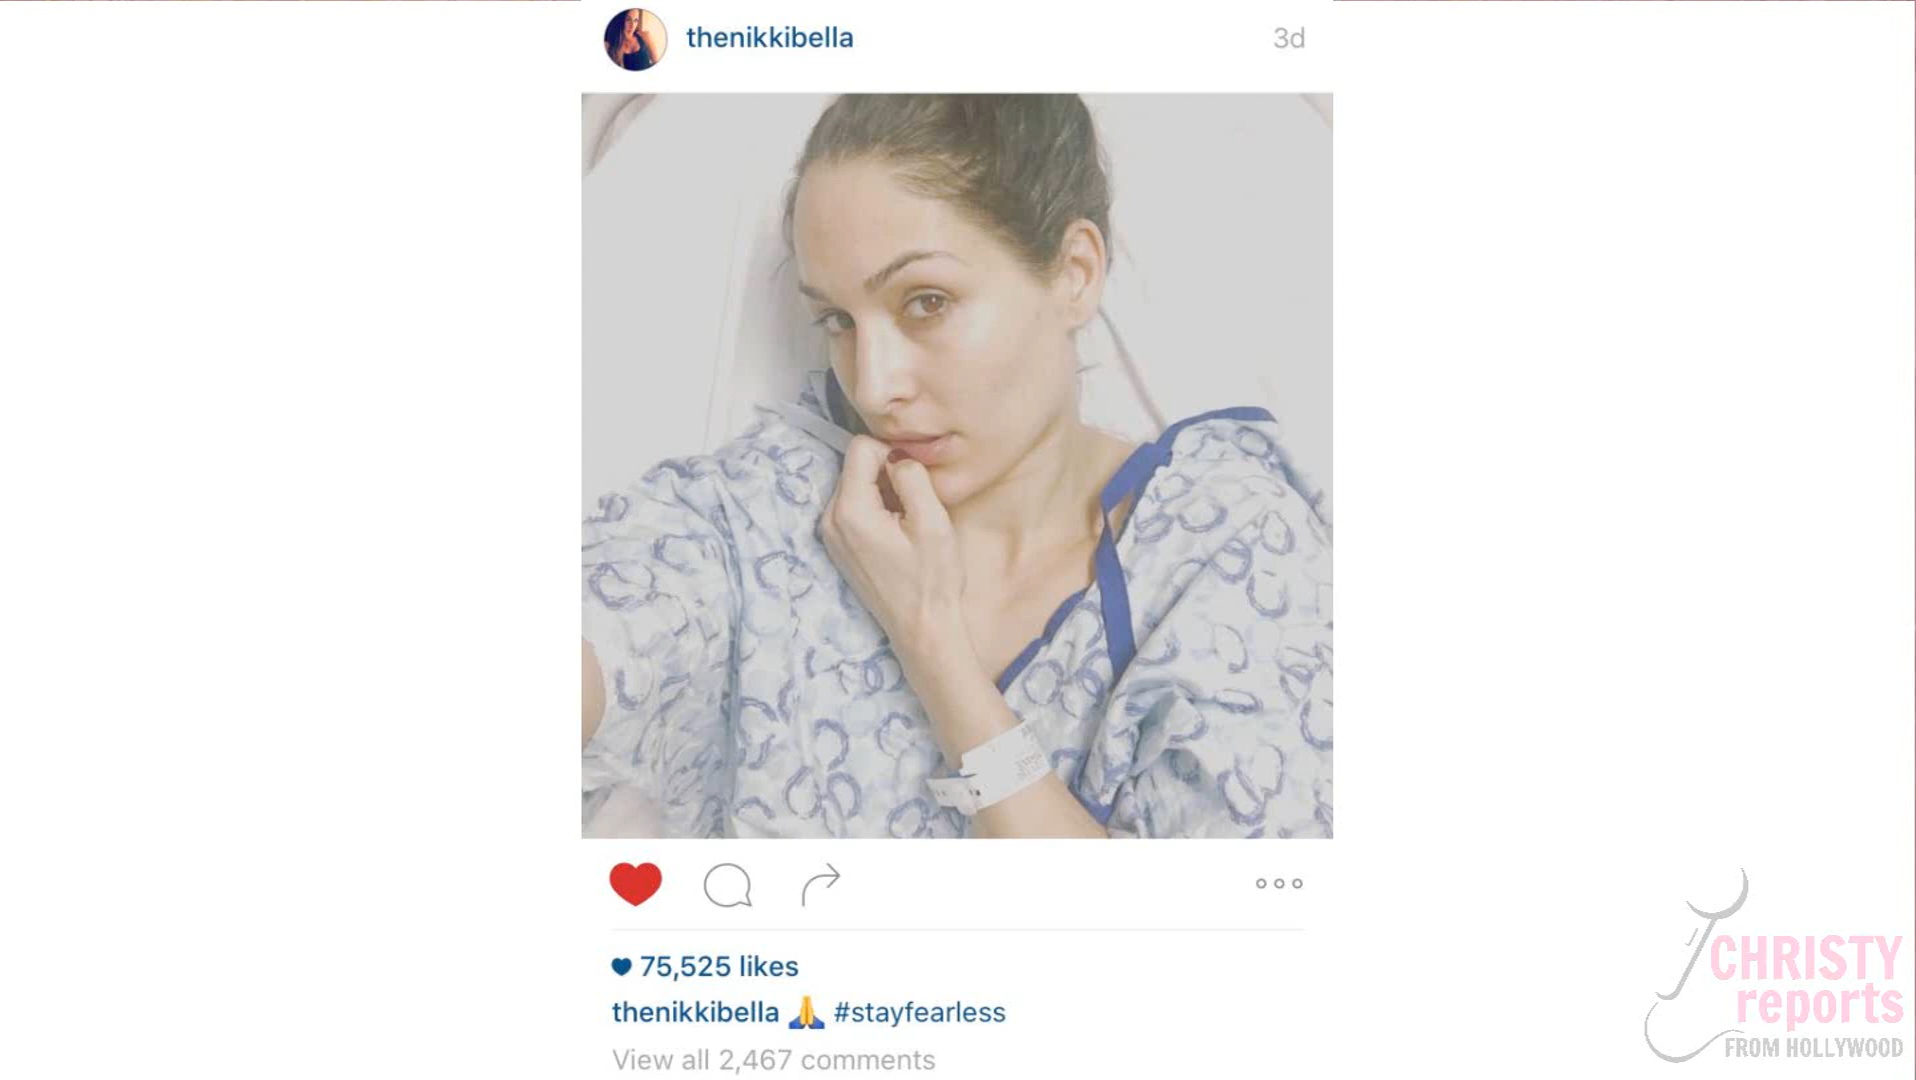 thenikkibella
3d
75,525 likes
thenikkibella 🙏 #stayfearless
View all 2,467 comments
CHRISTY
reports
FROM HOLLYWOOD